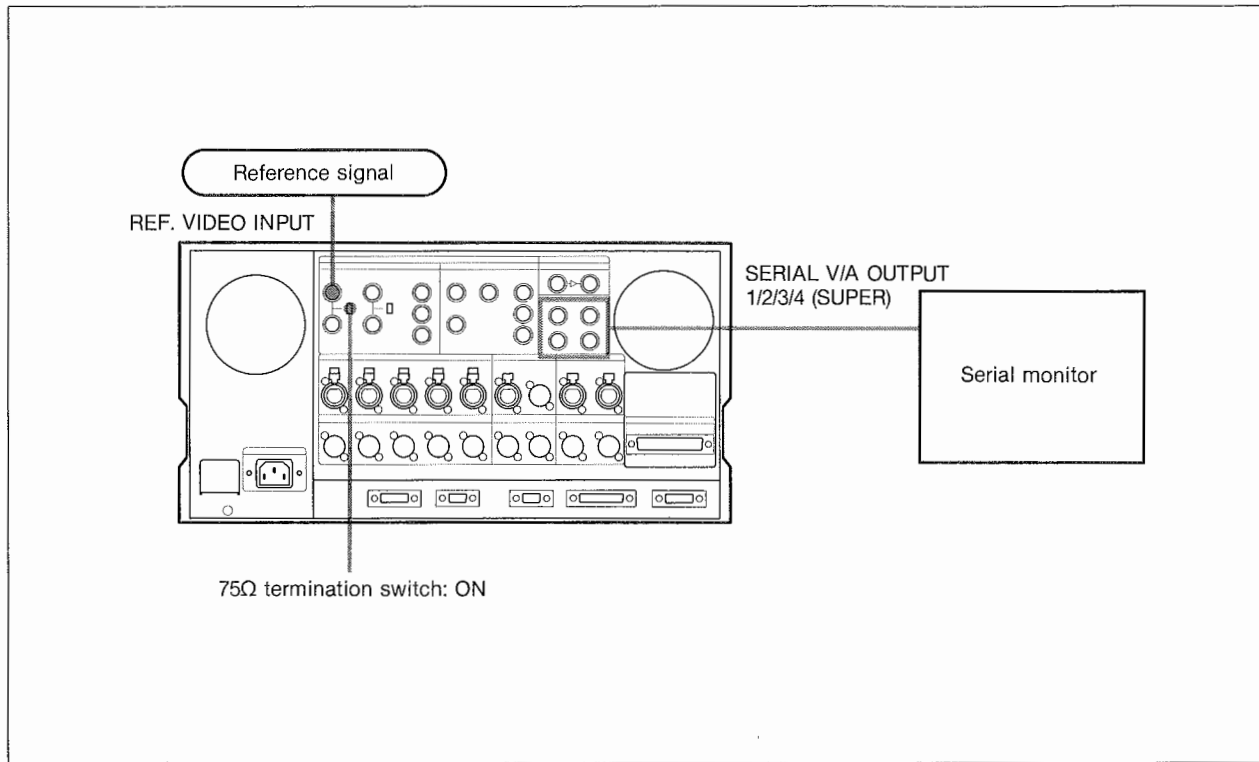 Reference signal
REF. VIDEO INPUT
SERIAL V/A OUTPUT
1/2/3/4 (SUPER)
Serial monitor
75Ω termination switch: ON